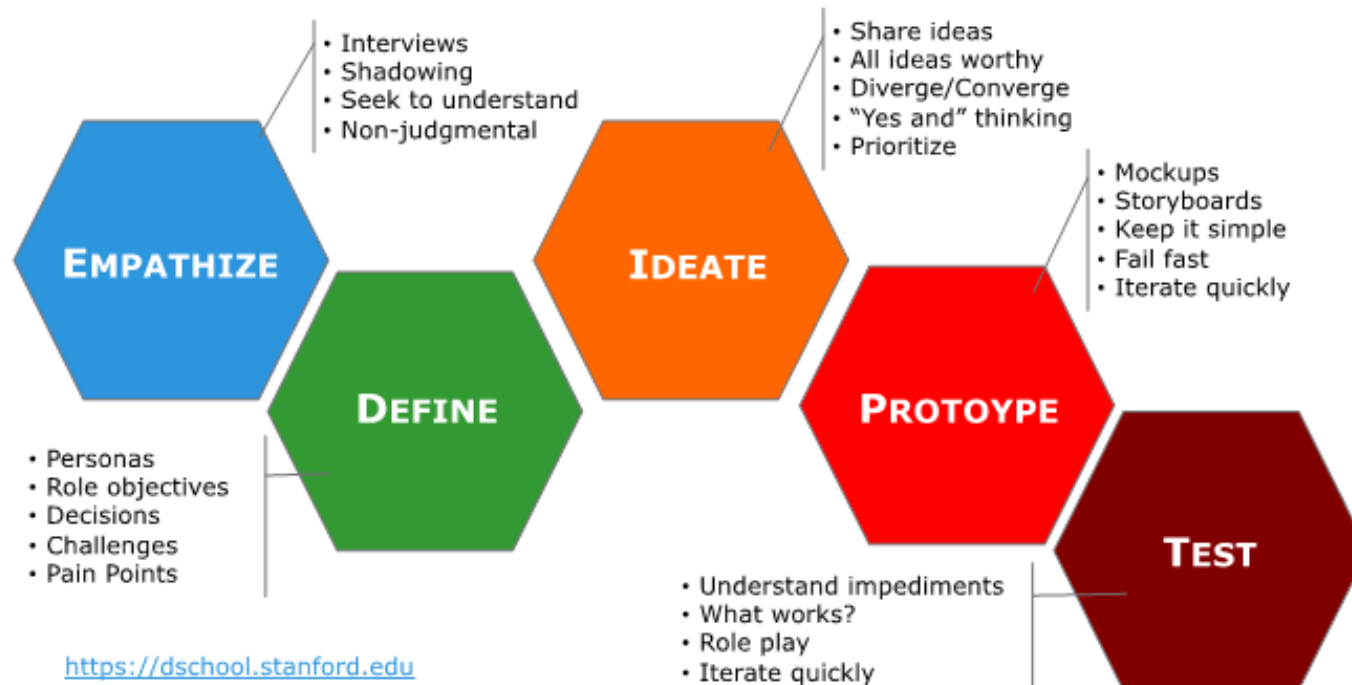 EMPATHIZE
• Interviews
• Shadowing
• Seek to understand
• Non-judgmental
DEFINE
• Personas
• Role objectives
• Decisions
• Challenges
• Pain Points
IDEATE
• Share ideas
• All ideas worthy
• Diverge/Converge
• “Yes and” thinking
• Prioritize
PROTOYPE
• Mockups
• Storyboards
• Keep it simple
• Fail fast
• Iterate quickly
TEST
• Understand impediments
• What works?
• Role play
• Iterate quickly
https://dschool.stanford.edu